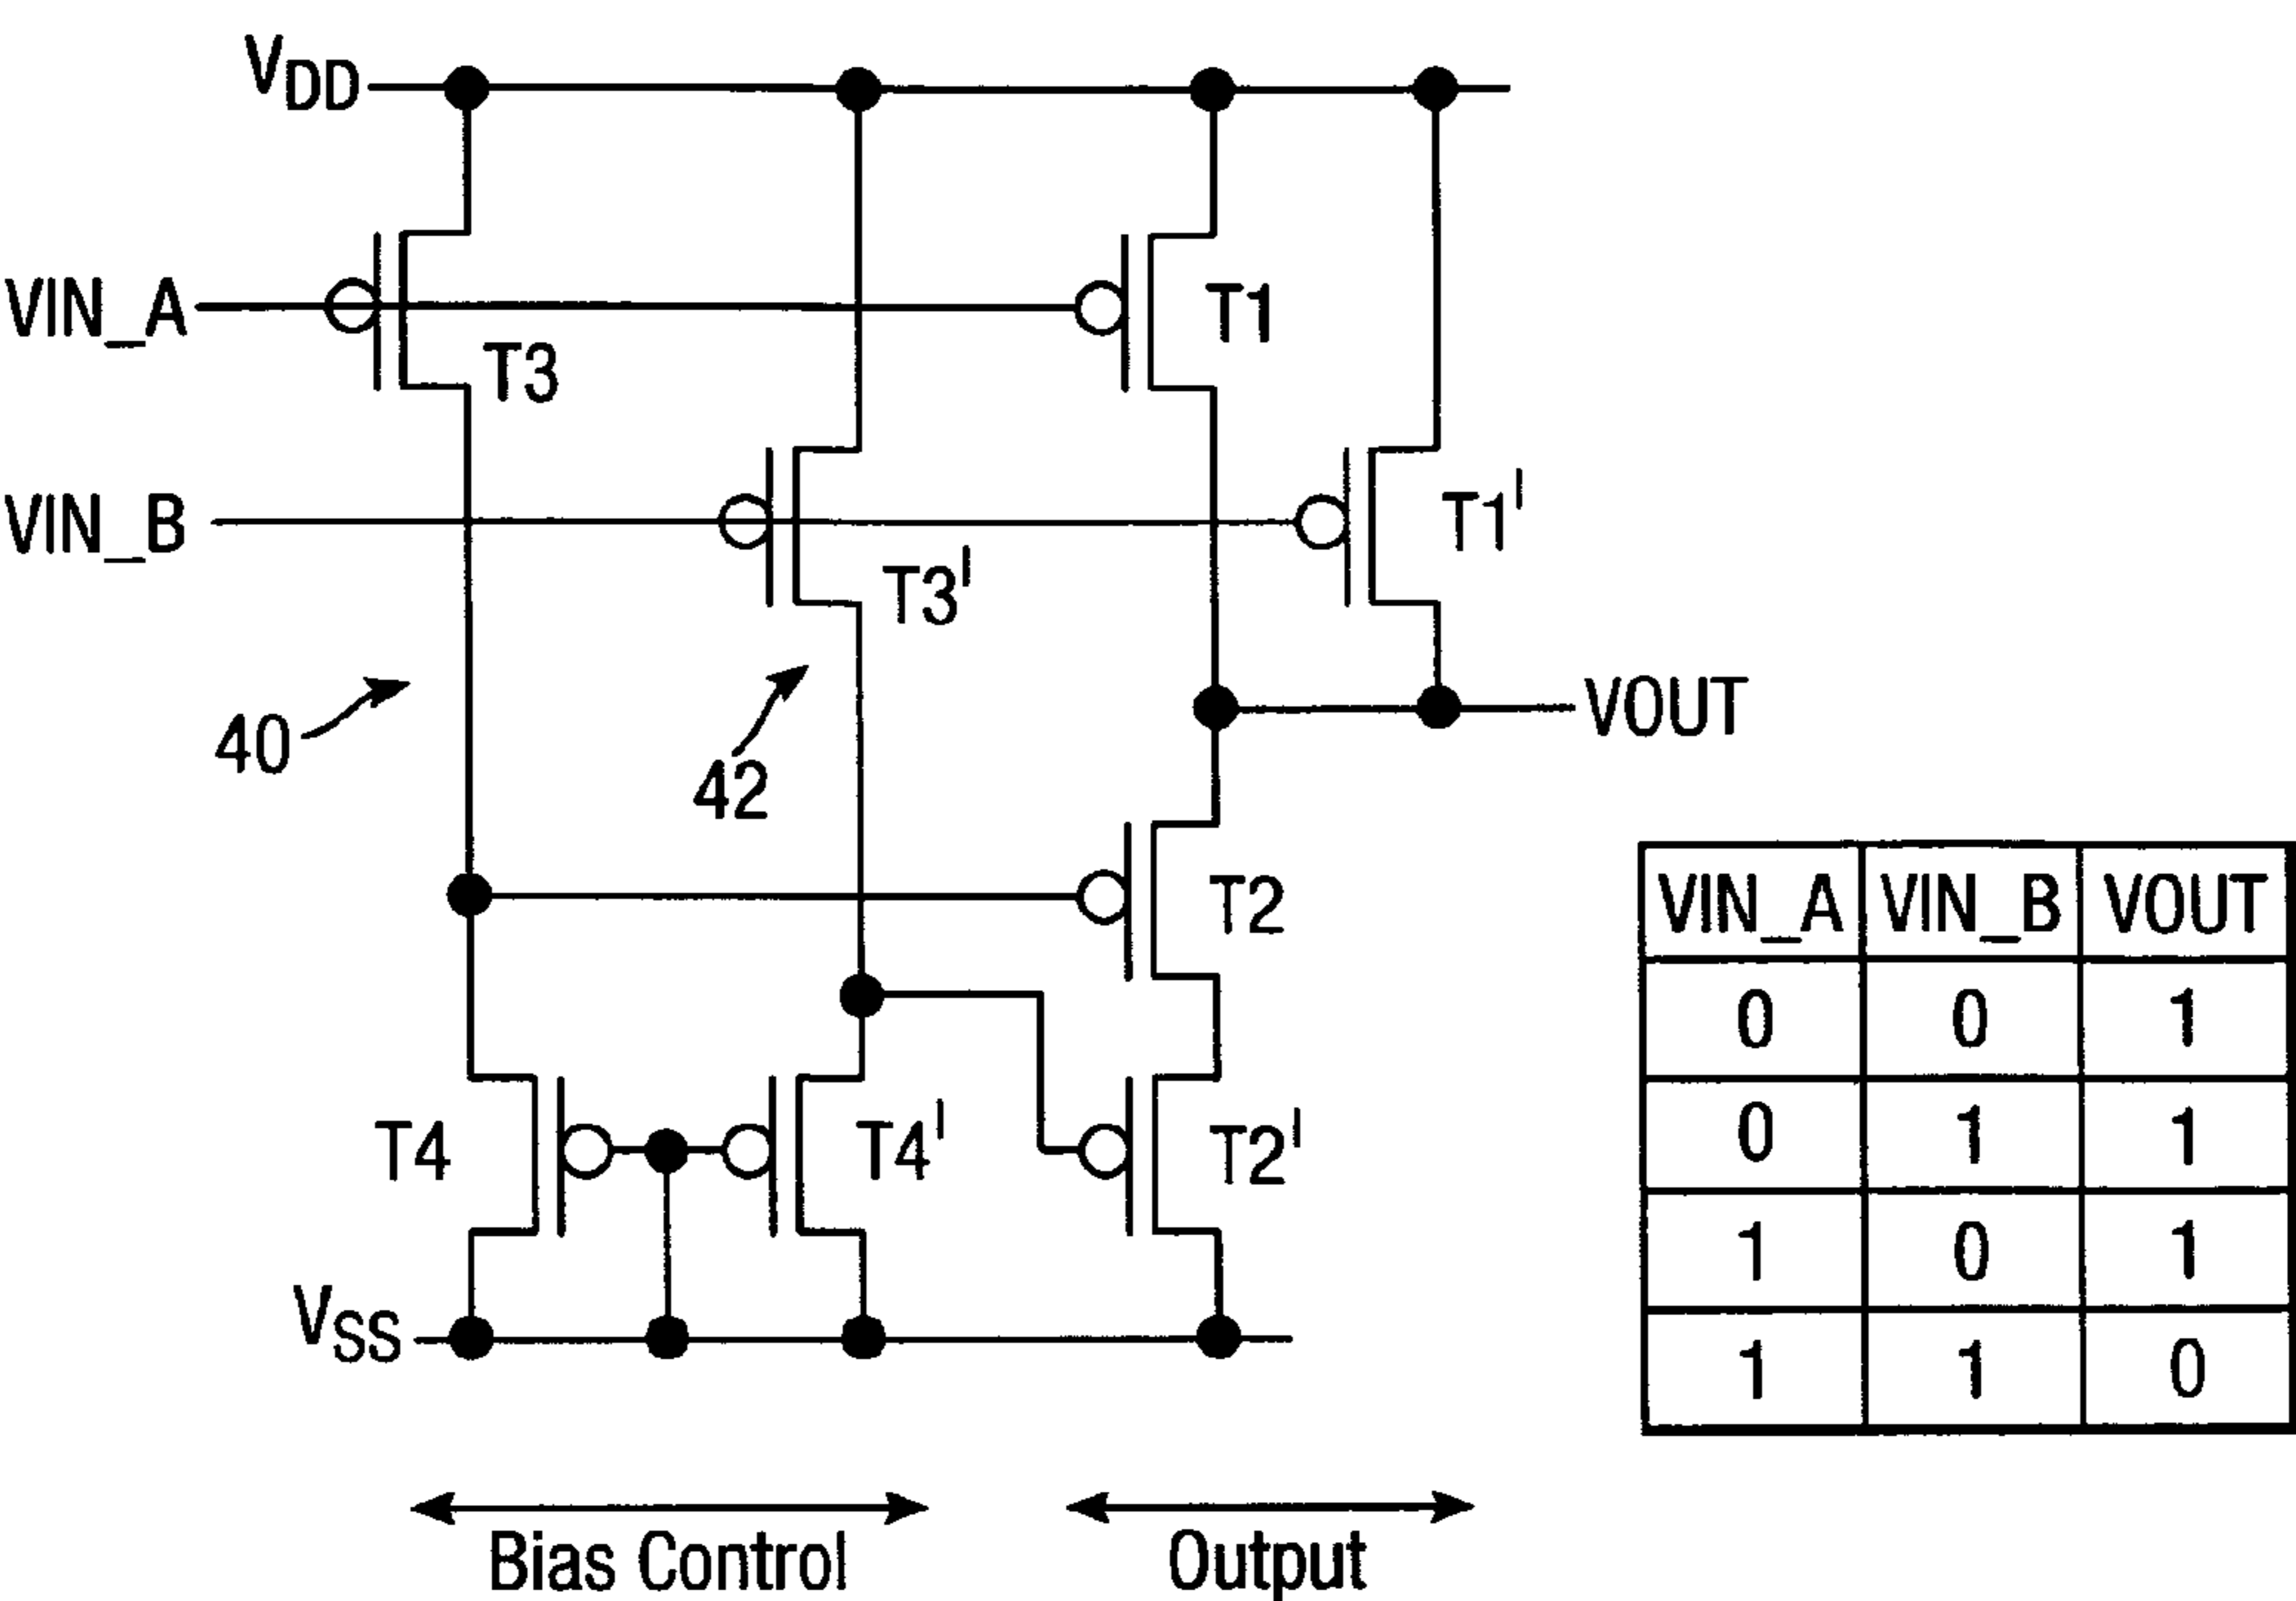 VDD
VIN_A
T3
T1
VIN_B
T3'
T1'
40
42
VOUT
T2
T4
T4'
T2'
VSS
Bias Control
Output
VIN_A VIN_B VOUT
0 0 1
0 1 1
1 0 1
1 1 0